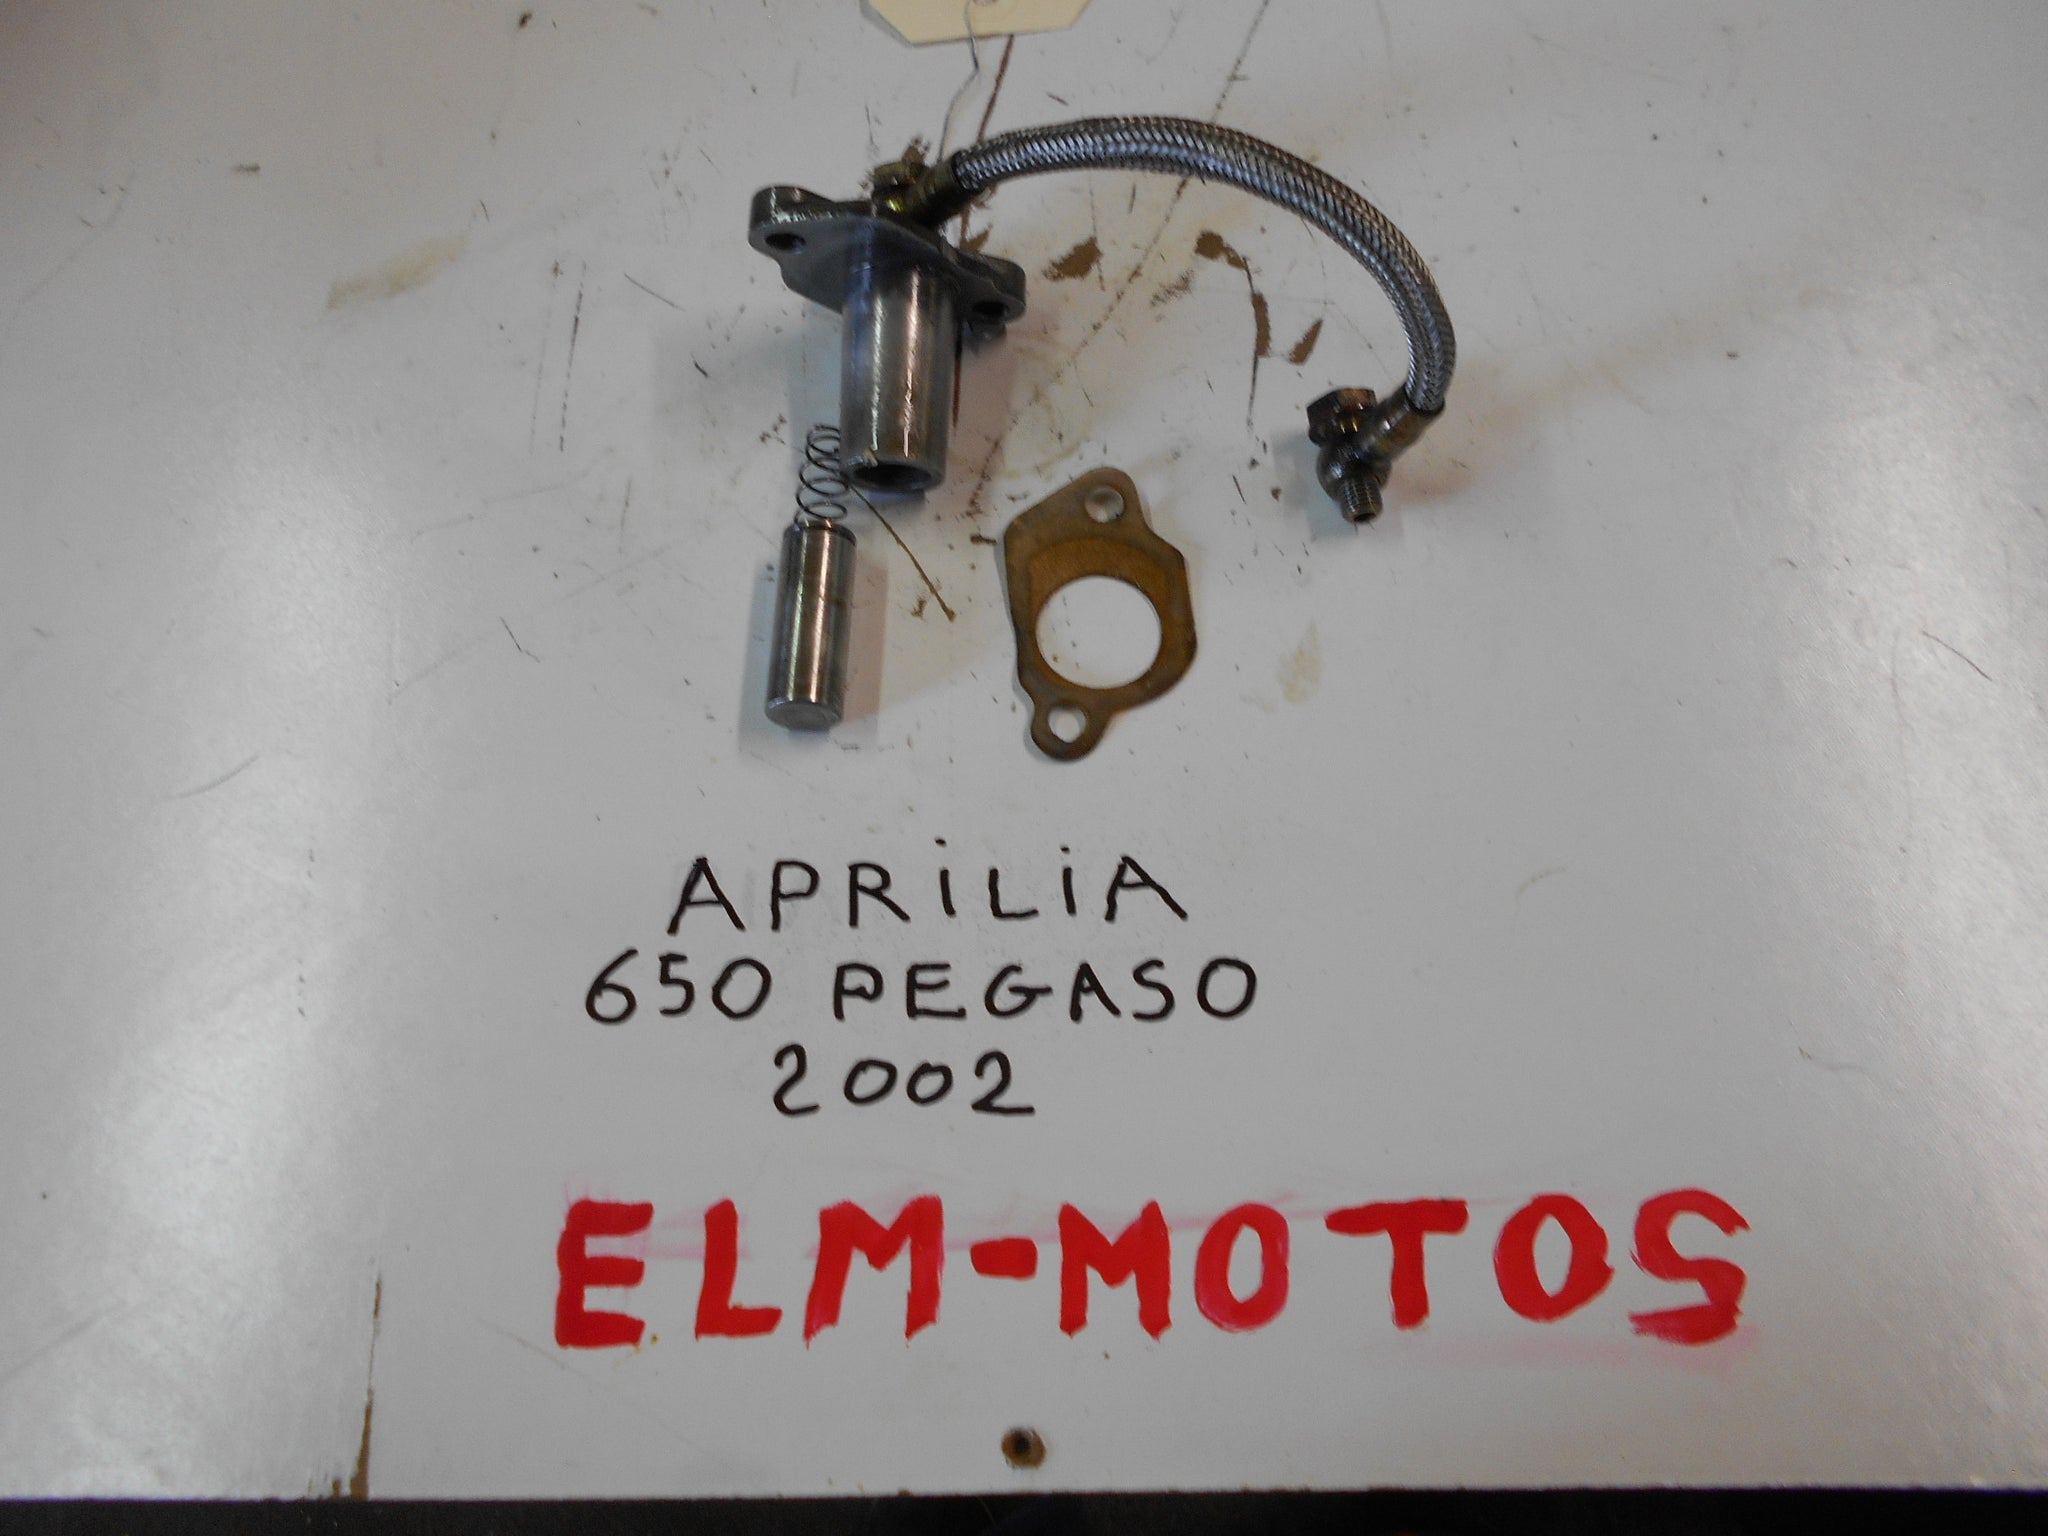 APRiLiA
650 PEGASO
2002
ELM-MOTOS